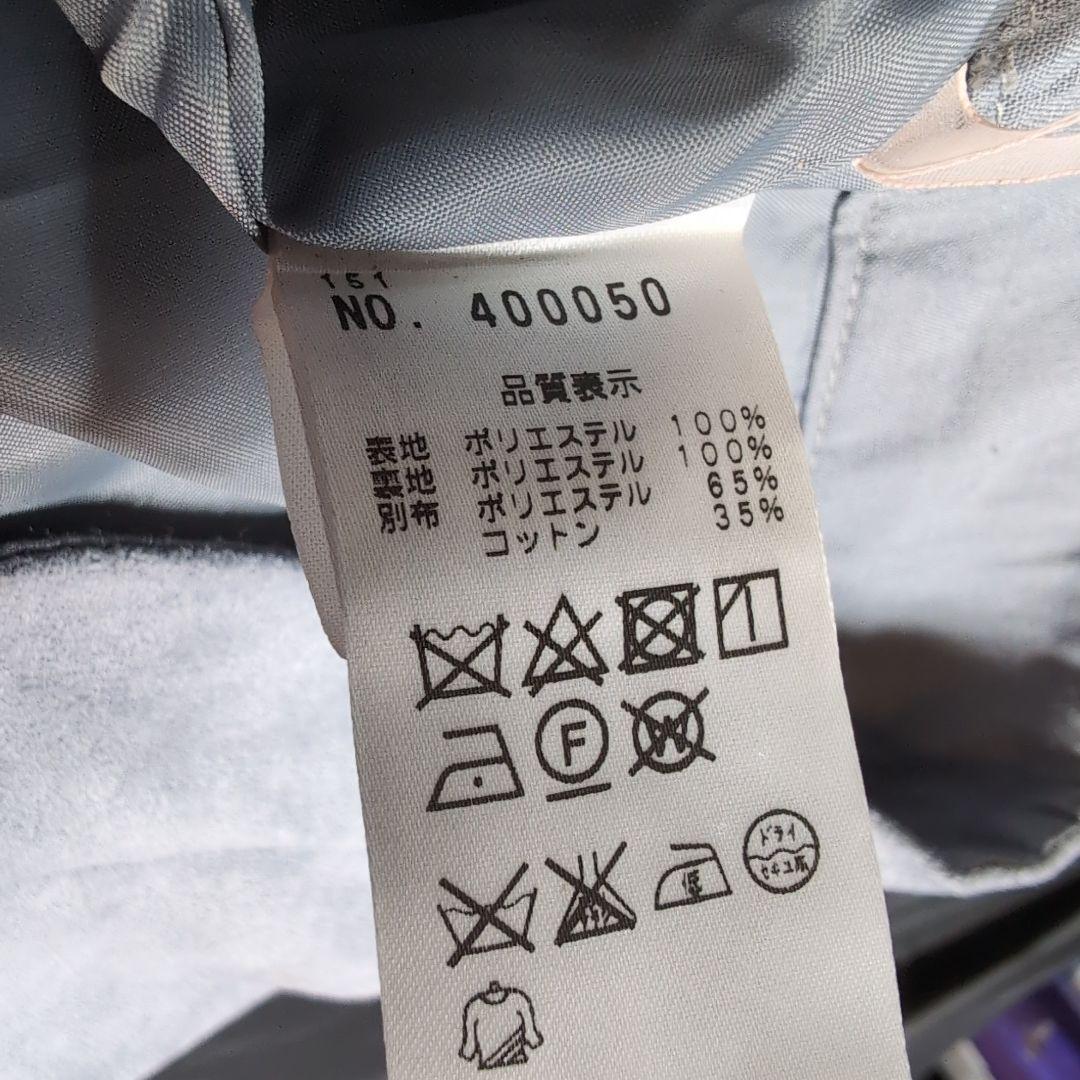 151
NO. 400050
品質表示
表地 ポリエステル 100%
裏地 ポリエステル 100%
別布 ポリエステル 65%
コットン 35%
F
W
低
ドライ
セキユ系